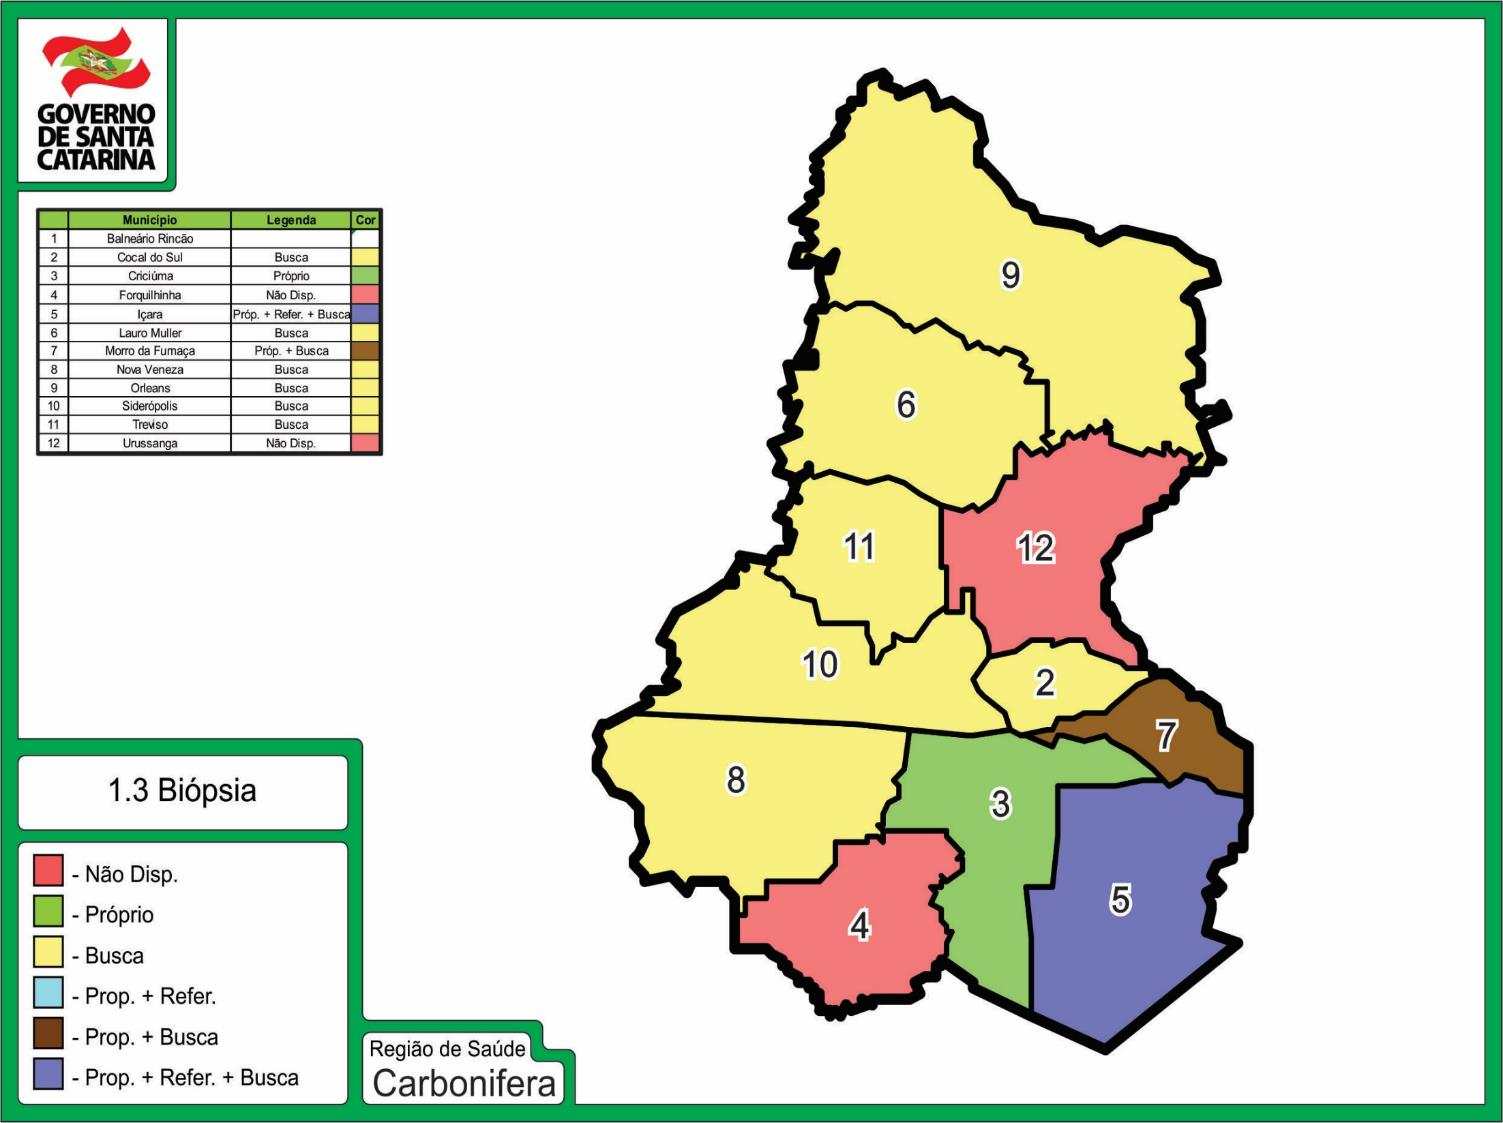 GOVERNO
DE SANTA
CATARINA
Município Legenda Cor
1 Balneário Rincão
2 Cocal do Sul Busca
3 Criciúma Próprio
4 Forquilhinha Não Disp.
5 Içara Próp. + Refer. + Busca
6 Lauro Muller Busca
7 Morro da Fumaça Próp. + Busca
8 Nova Veneza Busca
9 Orleans Busca
10 Siderópolis Busca
11 Treviso Busca
12 Urussanga Não Disp.
9
6
11
12
10
2
7
8
3
5
4
1.3 Biópsia
- Não Disp.
- Próprio
- Busca
- Prop. + Refer.
- Prop. + Busca
- Prop. + Refer. + Busca
Região de Saúde
Carbonifera